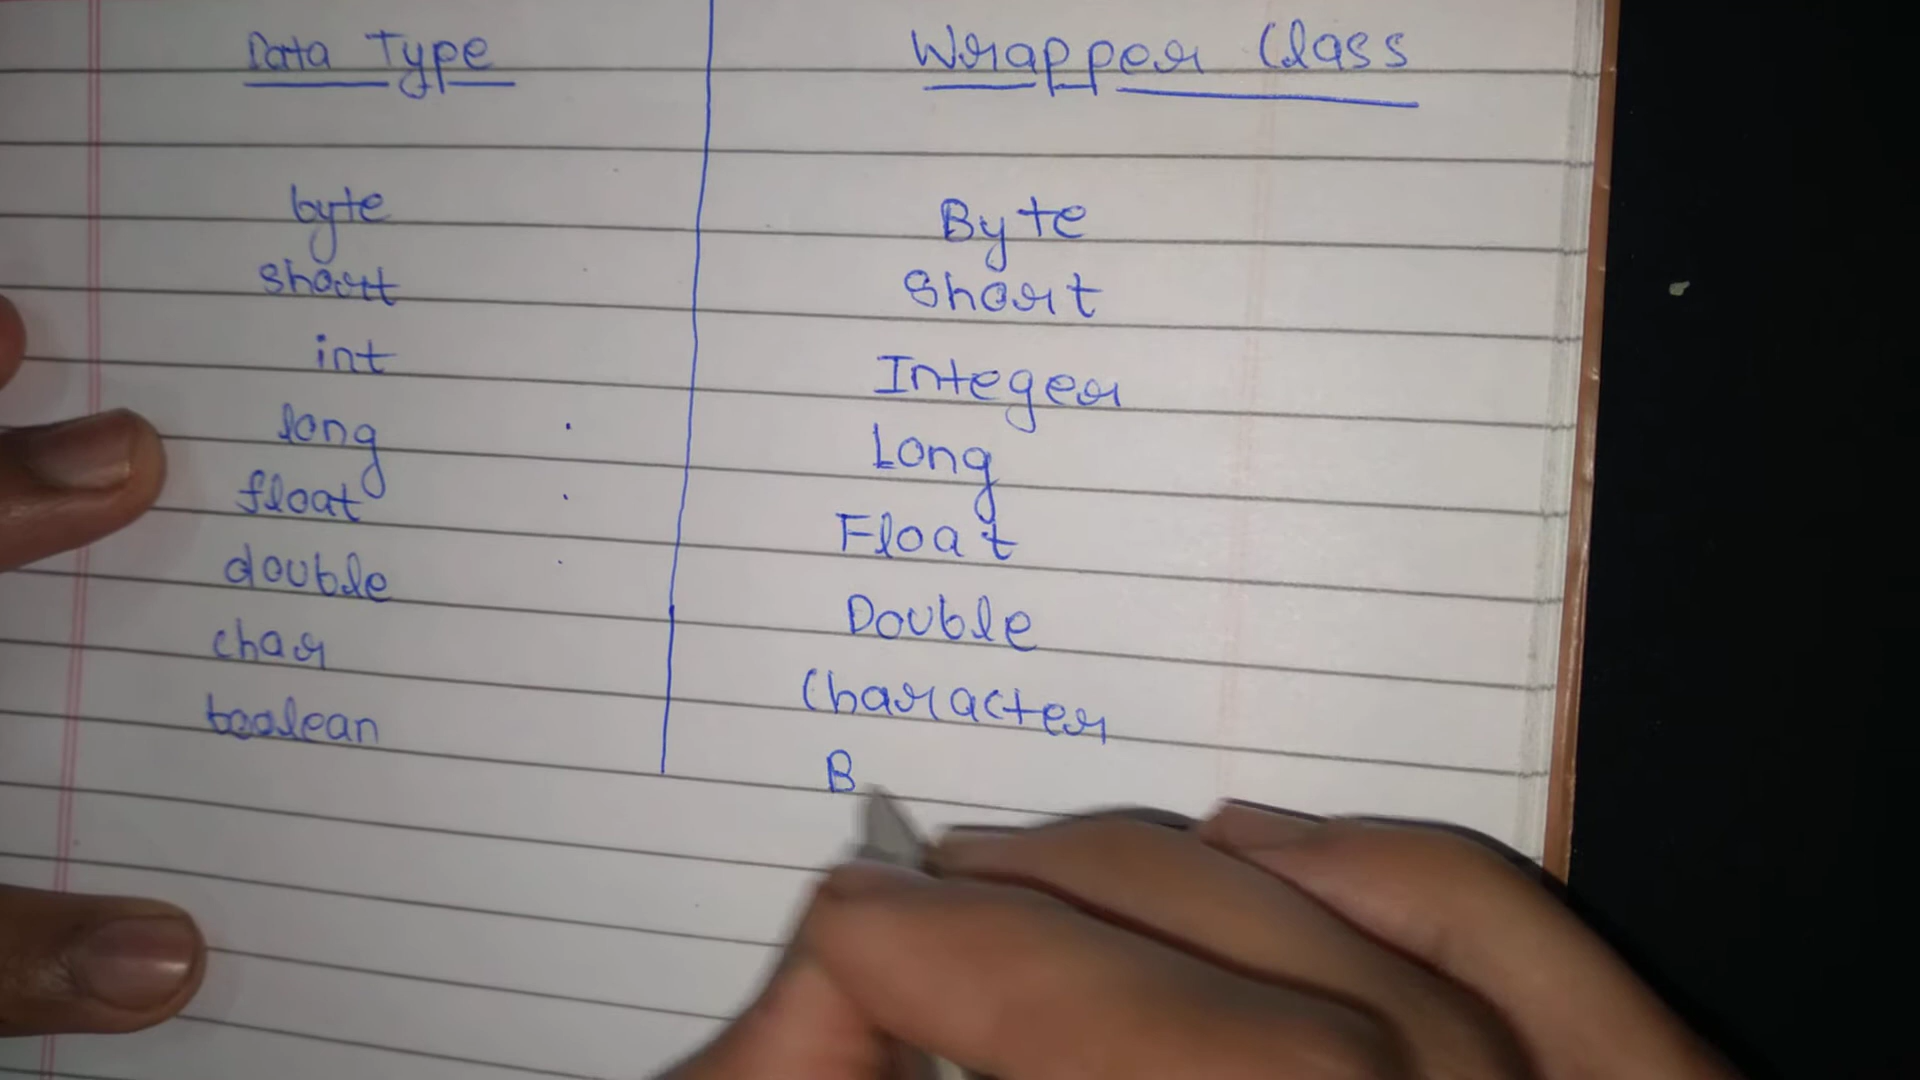 Data Type Wrapper Class
byte Byte
short Short
int Integer
long Long
float Float
double Double
char Character
boolean B